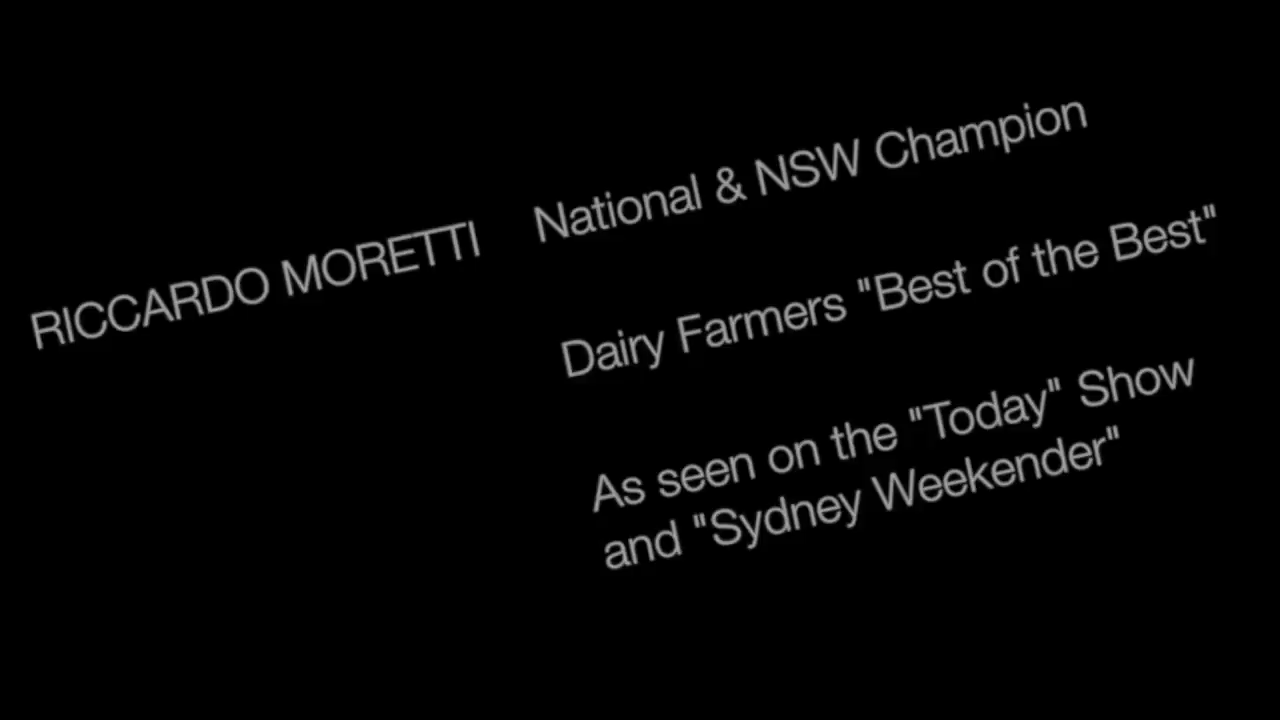 RICCARDO MORETTI
National & NSW Champion
Dairy Farmers "Best of the Best"
As seen on the "Today" Show
and "Sydney Weekender"